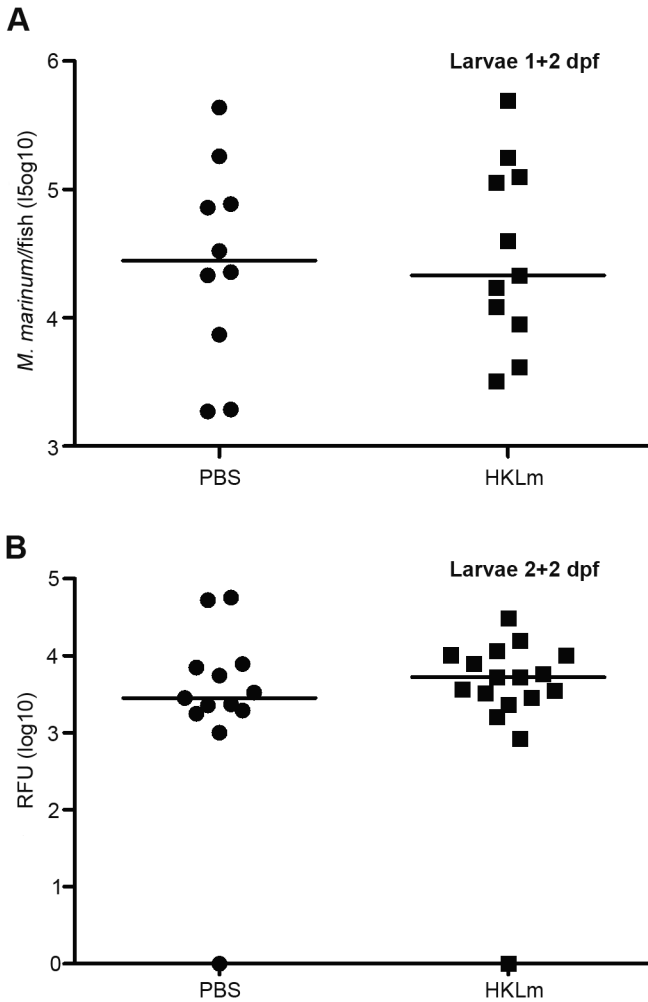 A
Larvae 1+2 dpf
6
5
4
3
M. marinum//fish (l5og10)
PBS HKLm
B
Larvae 2+2 dpf
5
4
3
2
1
0
RFU (log10)
PBS HKLm